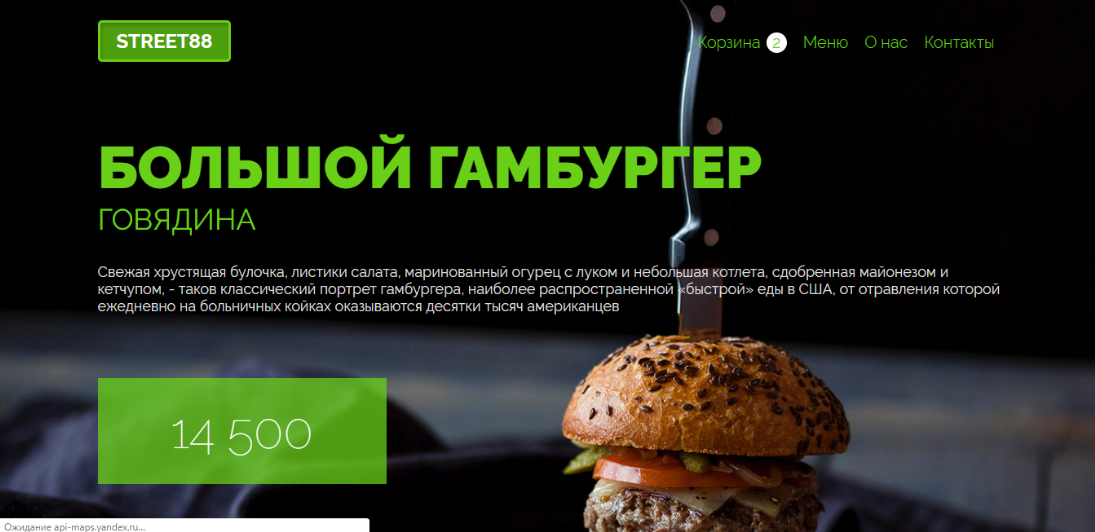 STREET88
Корзина 2 Меню О нас Контакты
БОЛЬШОЙ ГАМБУРГЕР
ГОВЯДИНА
Свежая хрустящая булочка, листики салата, маринованный огурец с луком и небольшая котлета, сдобренная майонезом и
кетчупом, - таков классический портрет гамбургера, наиболее распространенной «быстрой» еды в США, от отравления которой
ежедневно на больничных койках оказываются десятки тысяч американцев
14 500
Ожидание api-maps.yandex.ru...